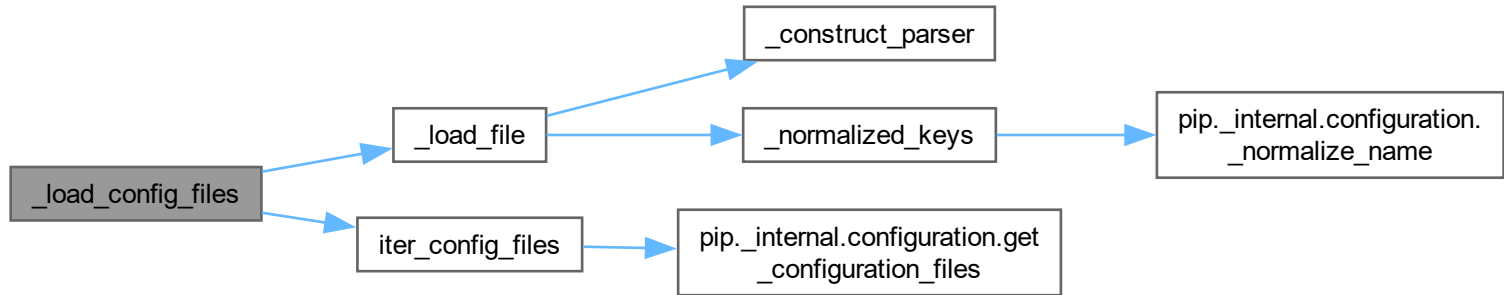 _construct_parser
_load_file
_normalized_keys
pip._internal.configuration.
_normalize_name
_load_config_files
iter_config_files
pip._internal.configuration.get
_configuration_files